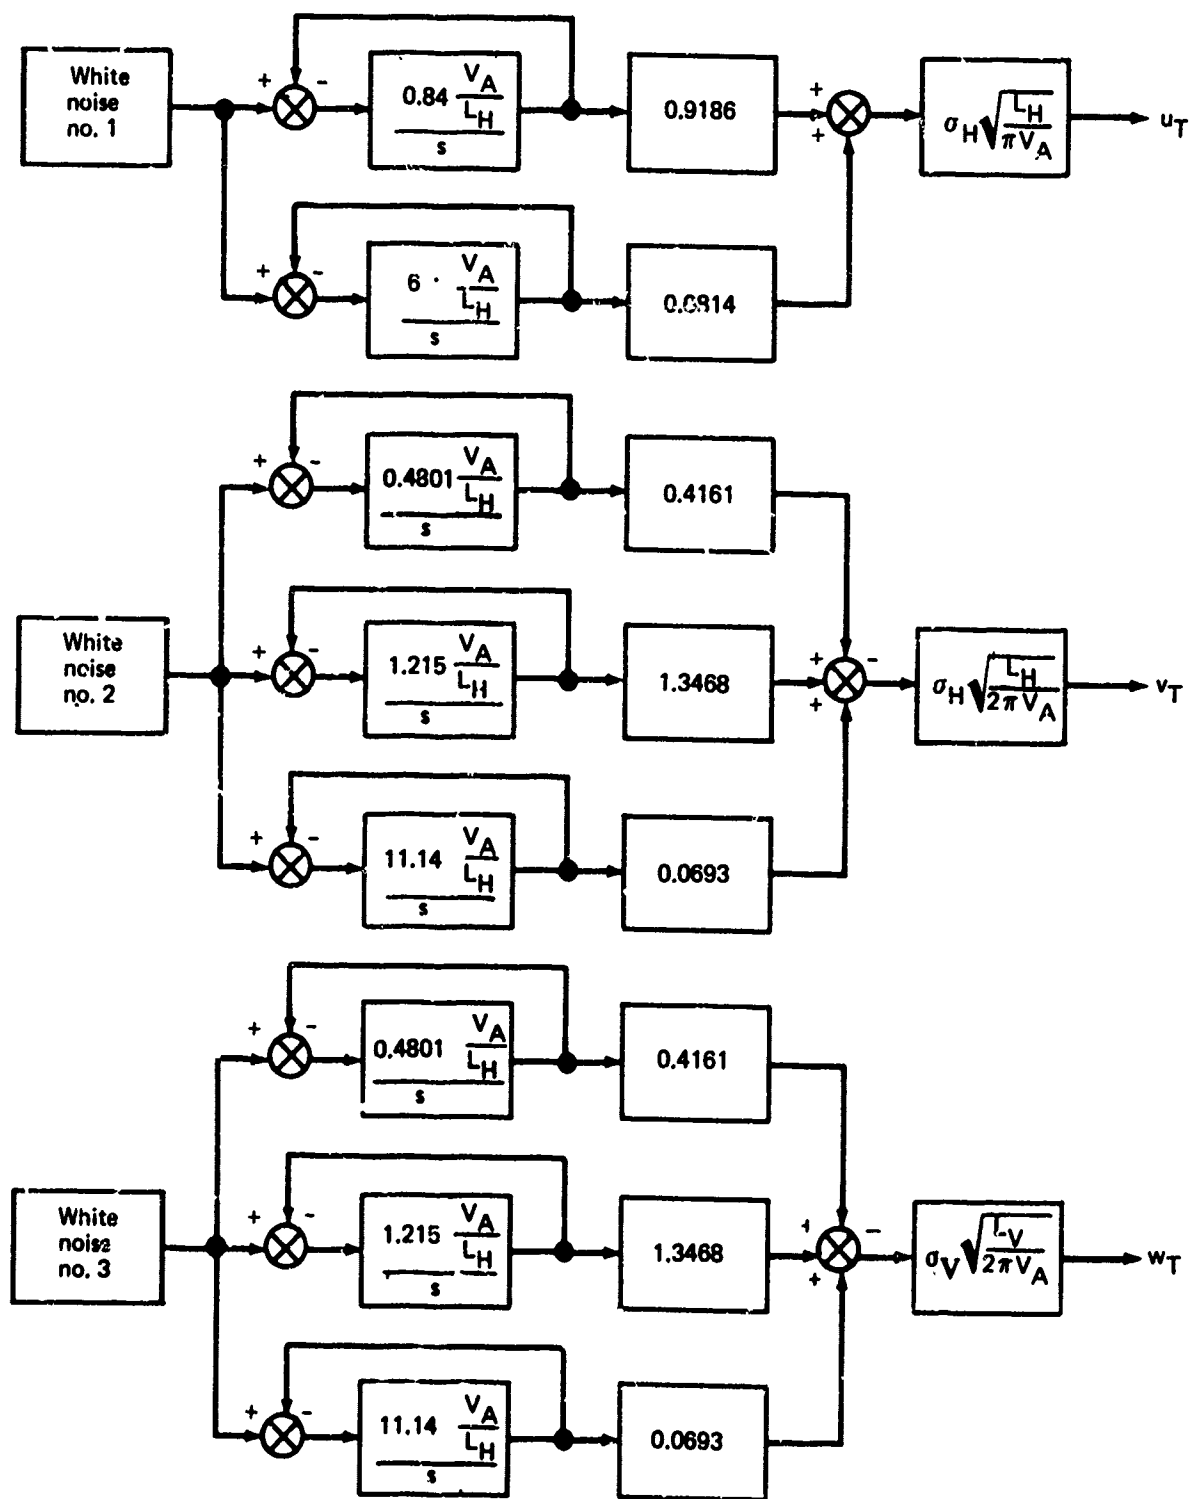 White
noise
no. 1
+
-
0.84 V_A
L_H
s
0.9186
+
+
σ_H √ L_H
πV_A
u_T
+
-
6 · V_A
L_H
s
0.0814
+
-
0.4801 V_A
L_H
s
0.4161
White
noise
no. 2
+
-
1.215 V_A
L_H
s
1.3468
+
-
+
σ_H √ L_H
2πV_A
v_T
+
-
11.14 V_A
L_H
s
0.0693
+
-
0.4801 V_A
L_H
s
0.4161
White
noise
no. 3
+
-
1.215 V_A
L_H
s
1.3468
+
-
+
σ_V √ L_V
2πV_A
w_T
+
-
11.14 V_A
L_H
s
0.0693